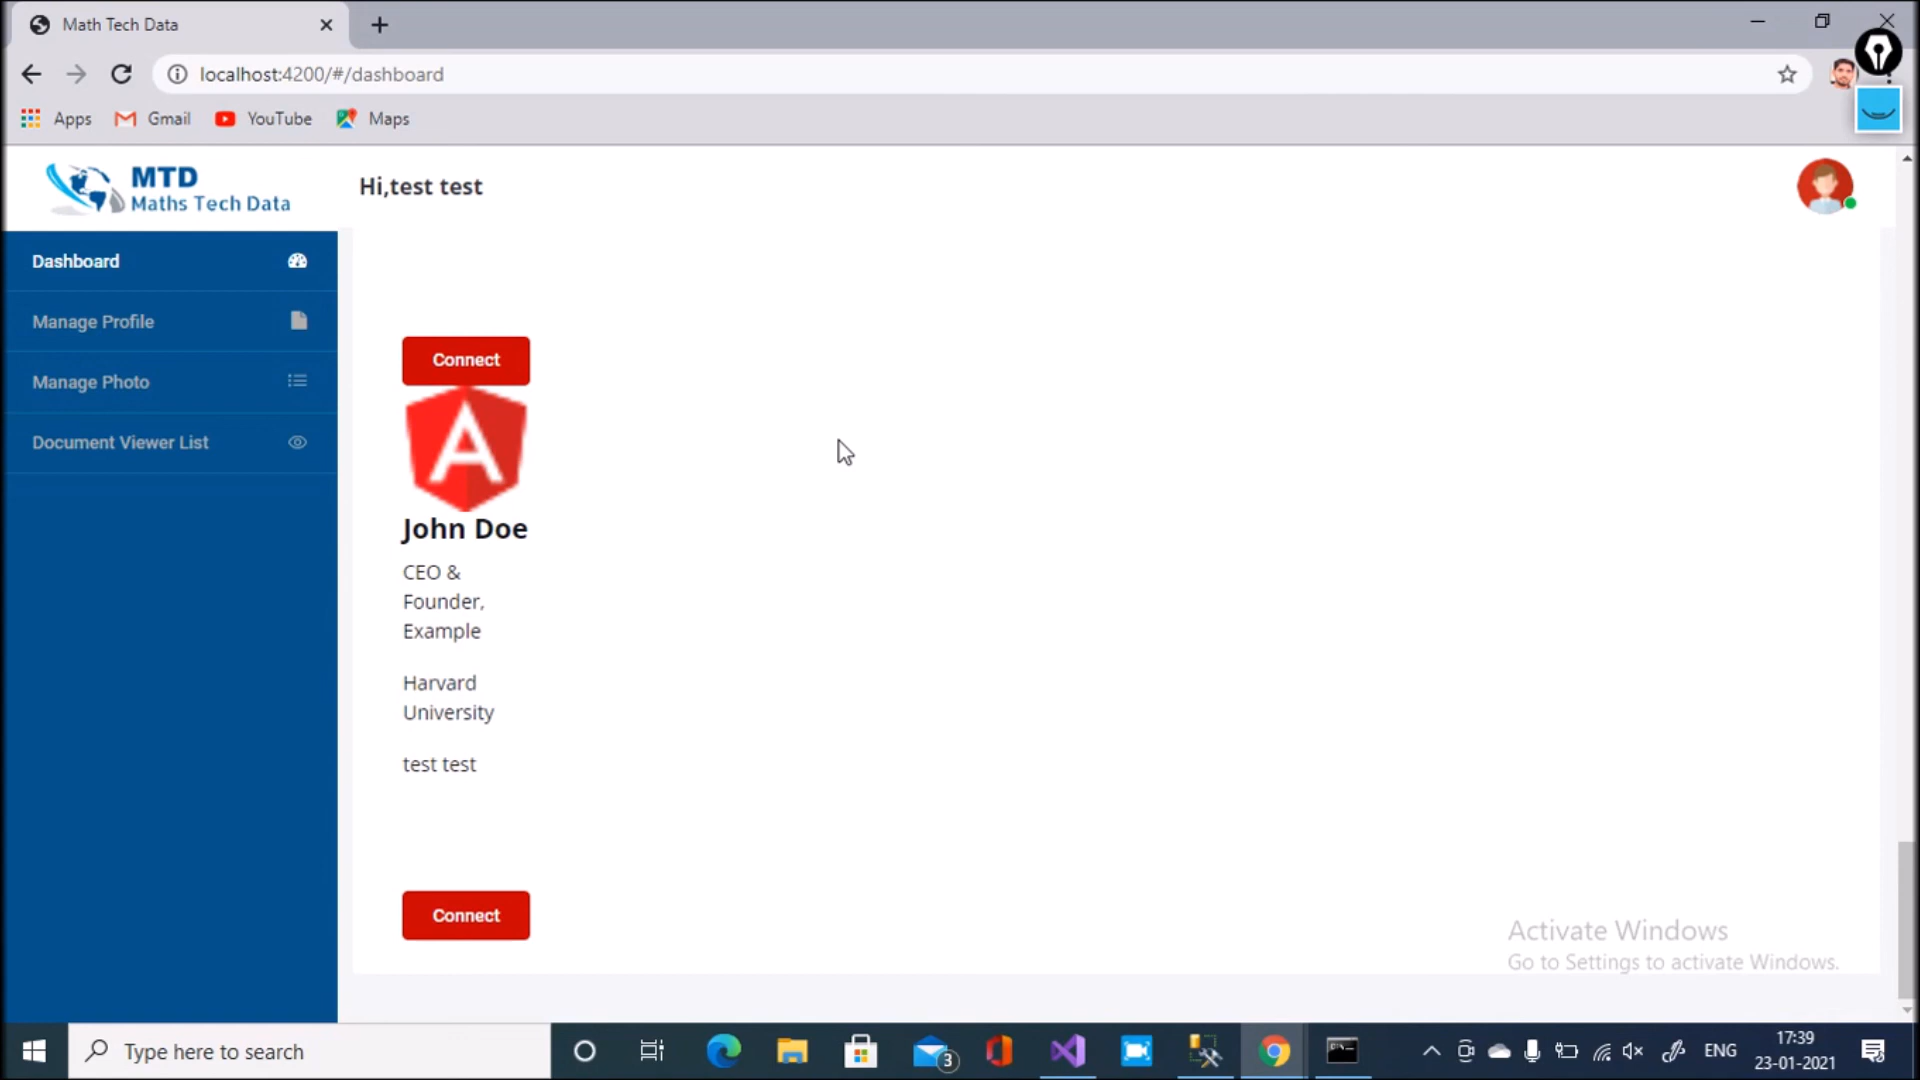 Math Tech Data
localhost:4200/#/dashboard
Apps Gmail YouTube Maps
MTD
Maths Tech Data
Hi,test test
Dashboard
Manage Profile
Manage Photo
Document Viewer List
Connect
A
John Doe
CEO &
Founder,
Example
Harvard
University
test test
Connect
Activate Windows
Go to Settings to activate Windows.
Type here to search
3
ENG
17:39
23-01-2021